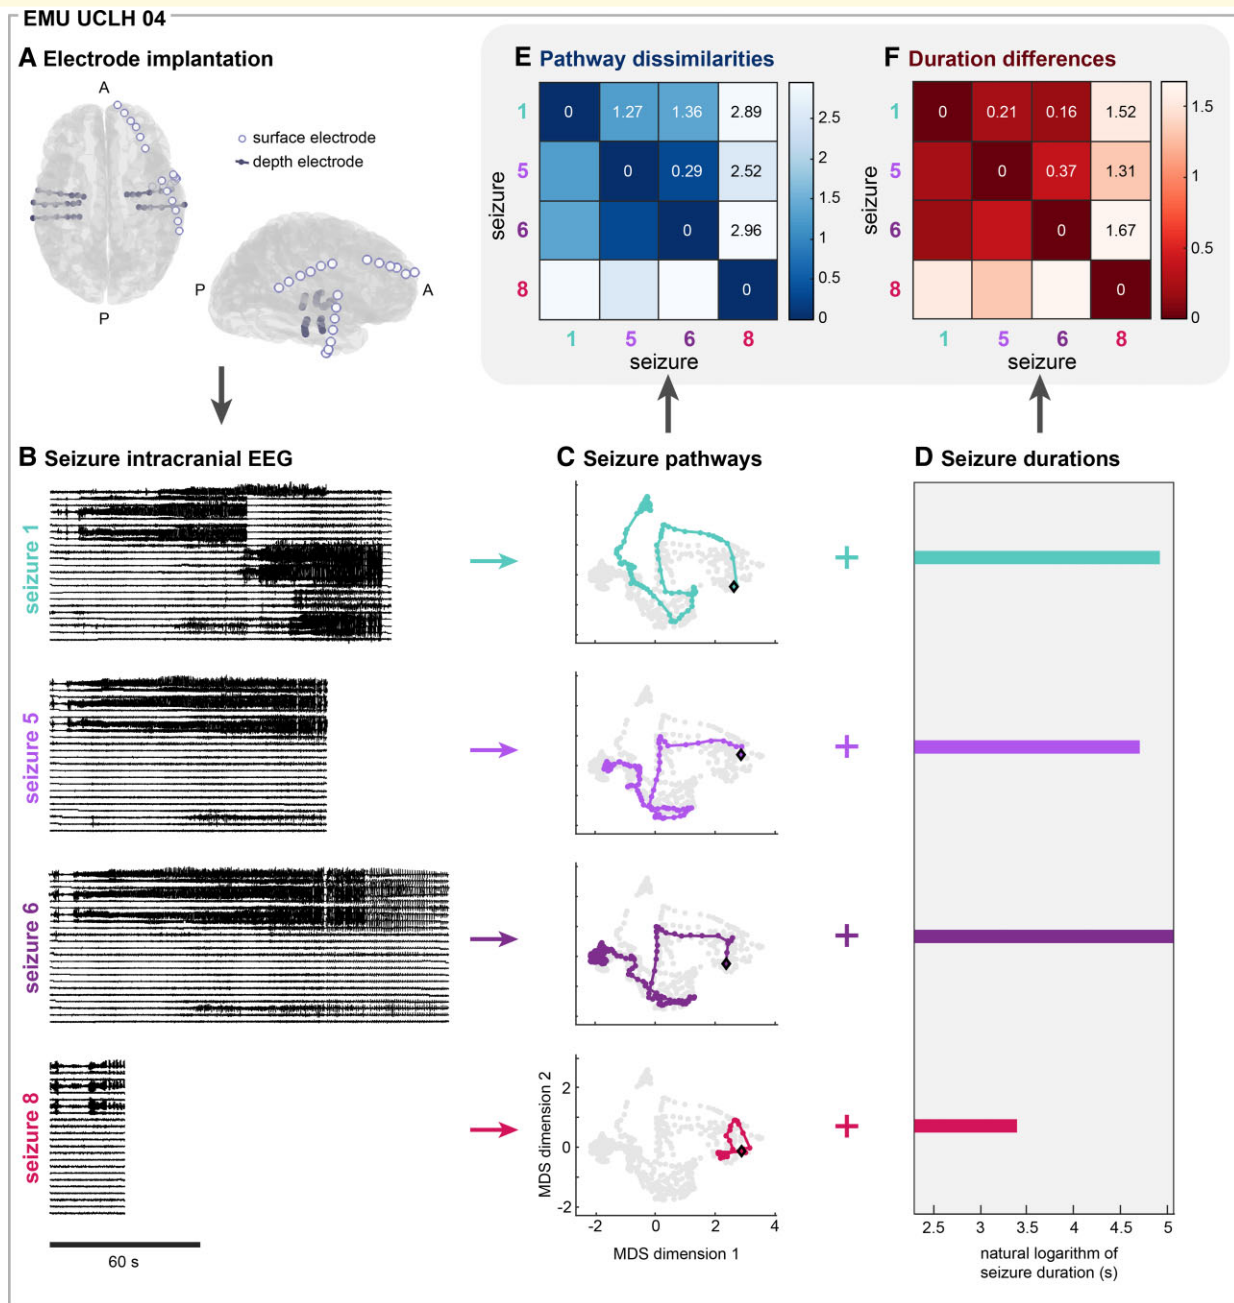 EMU UCLH 04
A Electrode implantation
A
surface electrode
depth electrode
P
A
P
E Pathway dissimilarities
1 0 1.27 1.36 2.89
5 0 0.29 2.52
6 0 2.96
8 0
seizure
1 5 6 8
seizure
2.5
2
1.5
1
0.5
0
F Duration differences
1 0 0.21 0.16 1.52
5 0 0.37 1.31
6 0 1.67
8 0
seizure
1 5 6 8
seizure
1.5
1
0.5
0
B Seizure intracranial EEG
seizure 1
seizure 5
seizure 6
seizure 8
60 s
C Seizure pathways
MDS dimension 2
2
0
-2
-2 0 2 4
MDS dimension 1
D Seizure durations
+
+
+
+
2.5 3 3.5 4 4.5 5
natural logarithm of
seizure duration (s)